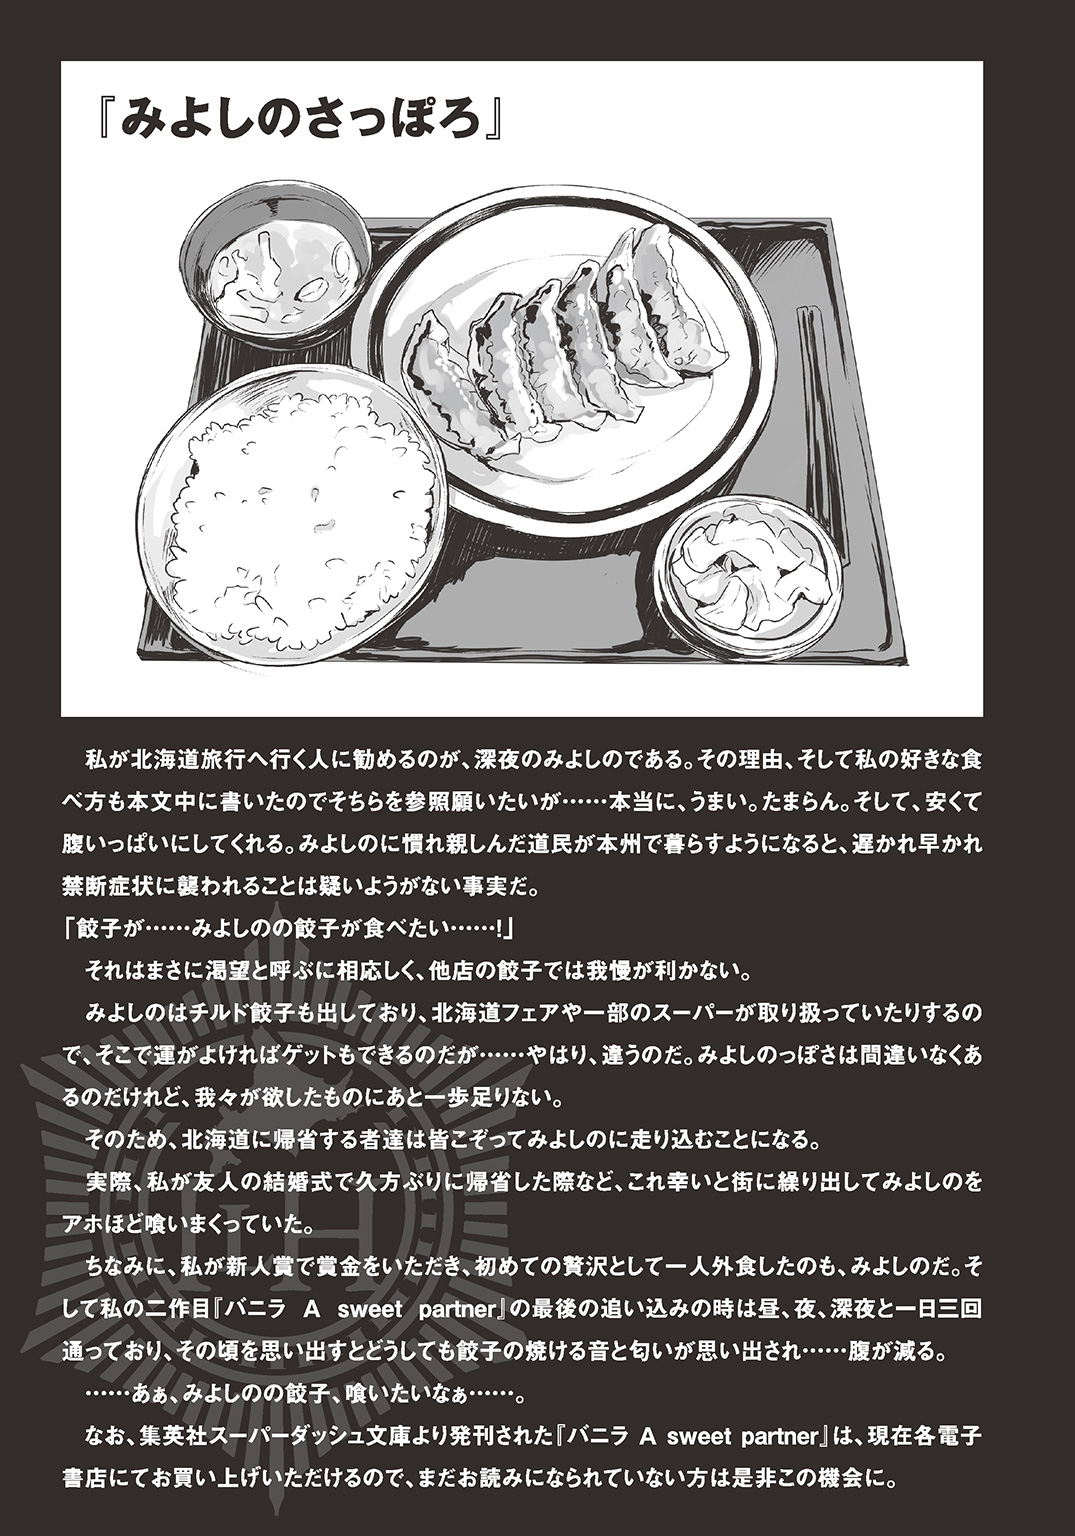 『みよしのさっぽろ』
私が北海道旅行へ行く人に勧めるのが、深夜のみよしのである。その理由、そして私の好きな食
べ方も本文中に書いたのでそちらを参照願いたいが……本当に、うまい。たまらん。そして、安くて
腹いっぱいにしてくれる。みよしのに慣れ親しんだ道民が本州で暮らすようになると、遅かれ早かれ
禁断症状に襲われることは疑いようがない事実だ。
「餃子が……みよしのの餃子が食べたい……!」
それはまさに渇望と呼ぶに相応しく、他店の餃子では我慢が利かない。
みよしのはチルド餃子も出しており、北海道フェアや一部のスーパーが取り扱っていたりするの
で、そこで運がよければゲットもできるのだが……やはり、違うのだ。みよしのっぽさは間違いなくあ
るのだけれど、我々が欲したものにあと一歩足りない。
そのため、北海道に帰省する者達は皆こぞってみよしのに走り込むことになる。
実際、私が友人の結婚式で久方ぶりに帰省した際など、これ幸いと街に繰り出してみよしのを
アホほど喰いまくっていた。
ちなみに、私が新人賞で賞金をいただき、初めての贅沢として一人外食したのも、みよしのだ。そ
して私の二作目『バニラ A sweet partner』の最後の追い込みの時は昼、夜、深夜と一日三回
通っており、その頃を思い出すとどうしても餃子の焼ける音と匂いが思い出され……腹が減る。
……あぁ、みよしのの餃子、喰いたいなぁ……。
なお、集英社スーパーダッシュ文庫より発刊された『バニラ A sweet partner』は、現在各電子
書店にてお買い上げいただけるので、まだお読みになられていない方は是非この機会に。